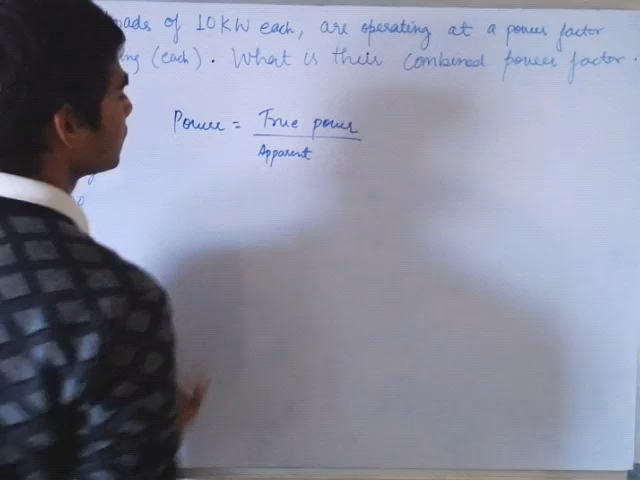 oads of 10KW each, are operating at a power factor
ing (each). What is their combined power factor.
Power = True power
Apparent